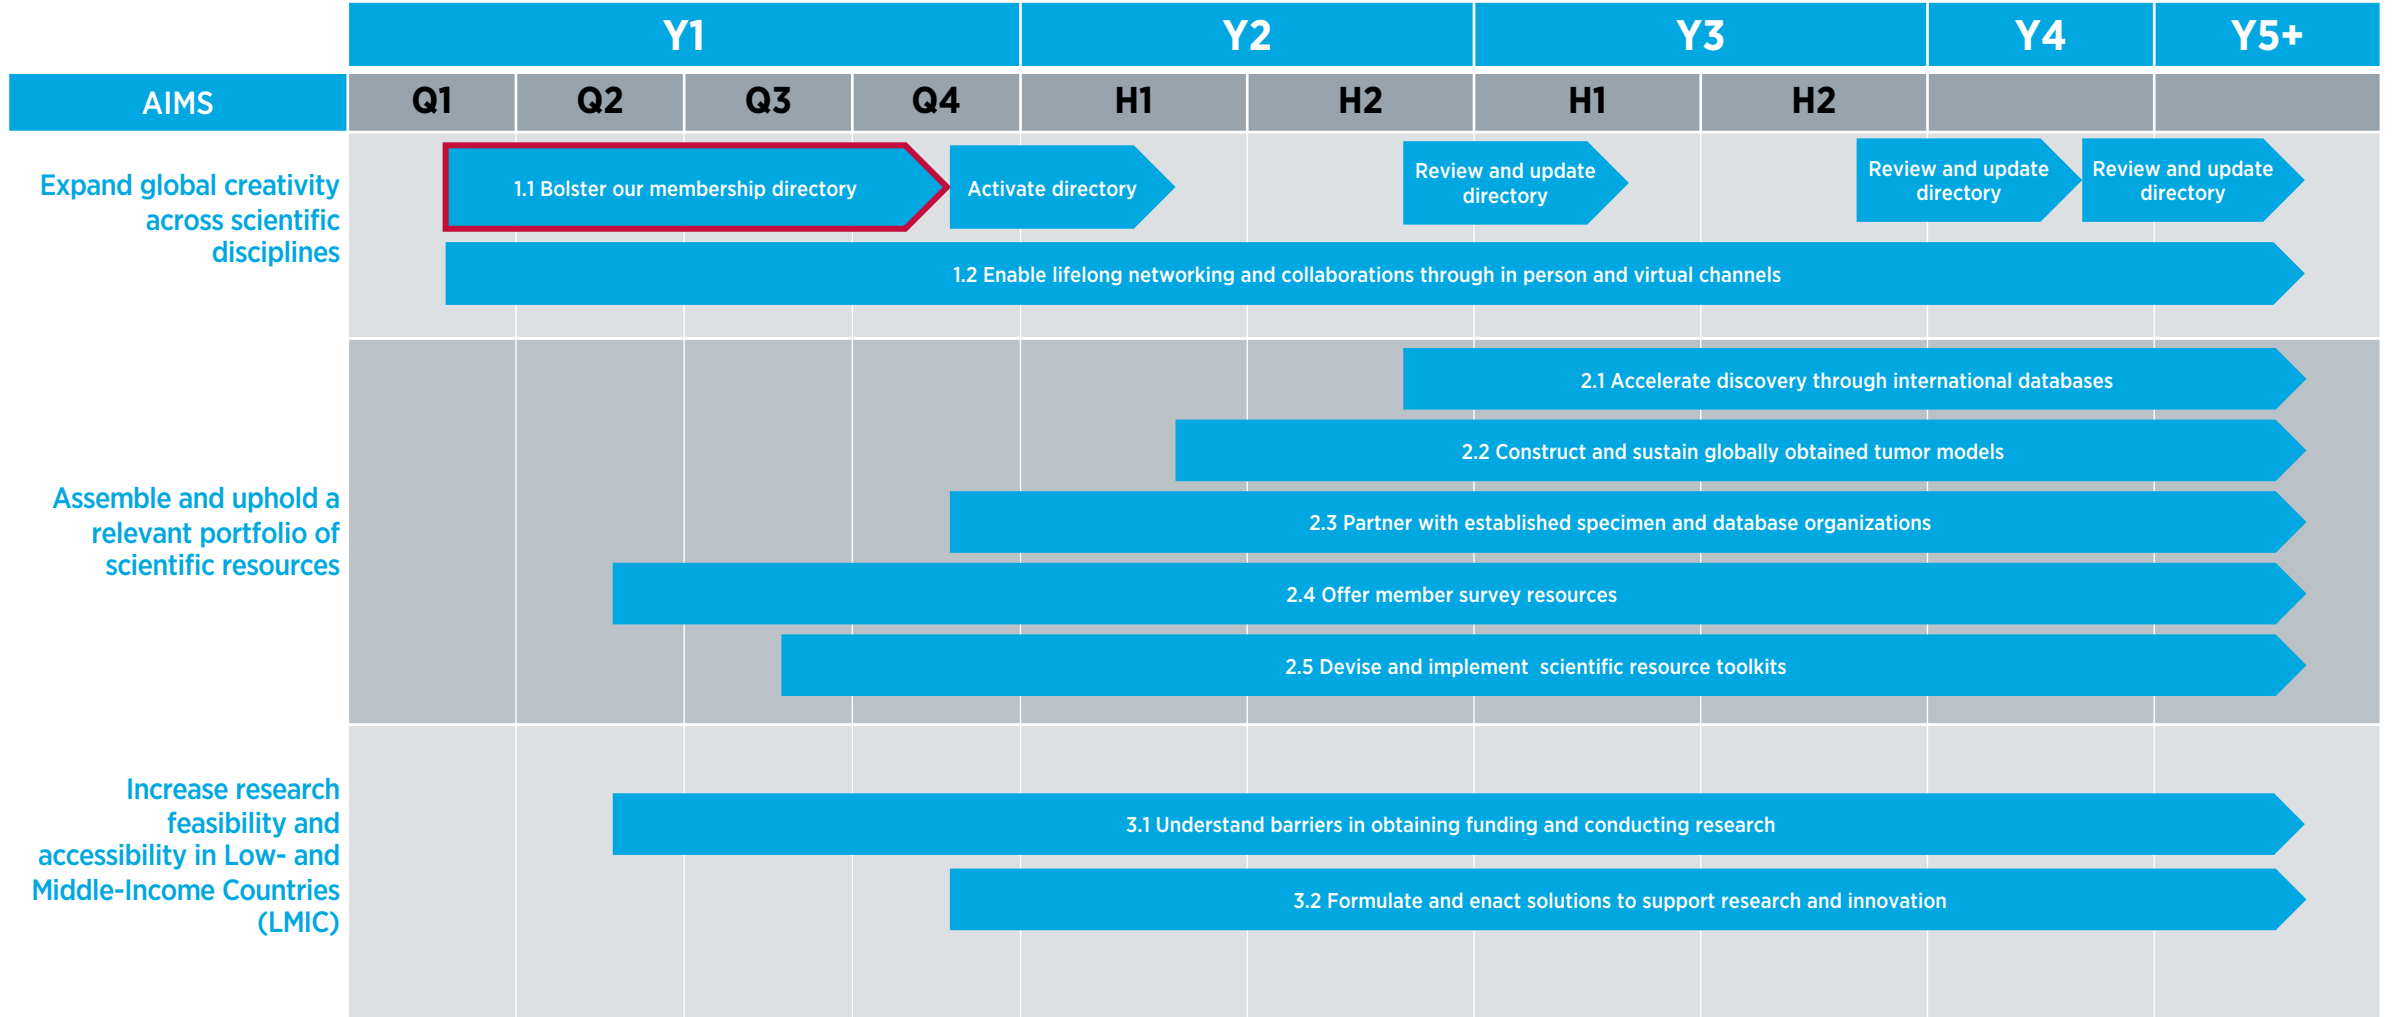 Y1
Y2
Y3
Y4
Y5+
AIMS
Q1
Q2
Q3
Q4
H1
H2
H1
H2
Expand global creativity
across scientific
disciplines
1.1 Bolster our membership directory
Activate directory
Review and update
directory
Review and update
directory
Review and update
directory
1.2 Enable lifelong networking and collaborations through in person and virtual channels
Assemble and uphold a
relevant portfolio of
scientific resources
2.1 Accelerate discovery through international databases
2.2 Construct and sustain globally obtained tumor models
2.3 Partner with established specimen and database organizations
2.4 Offer member survey resources
2.5 Devise and implement scientific resource toolkits
Increase research
feasibility and
accessibility in Low- and
Middle-Income Countries
(LMIC)
3.1 Understand barriers in obtaining funding and conducting research
3.2 Formulate and enact solutions to support research and innovation